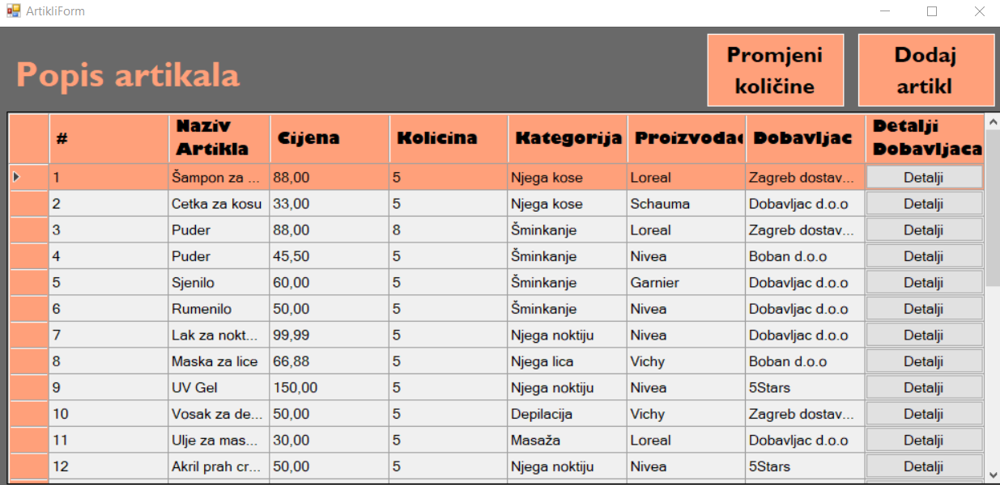 ArtikliForm
Popis artikala
Promjeni
količine
Dodaj
artikl
# Naziv Artikla Cijena Kolicina Kategorija Proizvođac Dobavljac Detalji Dobavljaca
1 Šampon za ... 88,00 5 Njega kose Loreal Zagreb dostav... Detalji
2 Cetka za kosu 33,00 5 Njega kose Schauma Dobavljac d.o.o Detalji
3 Puder 88,00 8 Šminkanje Loreal Zagreb dostav... Detalji
4 Puder 45,50 5 Šminkanje Nivea Boban d.o.o Detalji
5 Sjenilo 60,00 5 Šminkanje Garnier Dobavljac d.o.o Detalji
6 Rumenilo 50,00 5 Šminkanje Nivea Dobavljac d.o.o Detalji
7 Lak za nokt... 99,99 5 Njega noktiju Nivea Dobavljac d.o.o Detalji
8 Maska za lice 66,88 5 Njega lica Vichy Boban d.o.o Detalji
9 UV Gel 150,00 5 Njega noktiju Nivea 5Stars Detalji
10 Vosak za de... 50,00 5 Depilacija Vichy Zagreb dostav... Detalji
11 Ulje za mas... 30,00 5 Masaža Loreal Dobavljac d.o.o Detalji
12 Akril prah cr... 50,00 5 Njega noktiju Nivea 5Stars Detalji